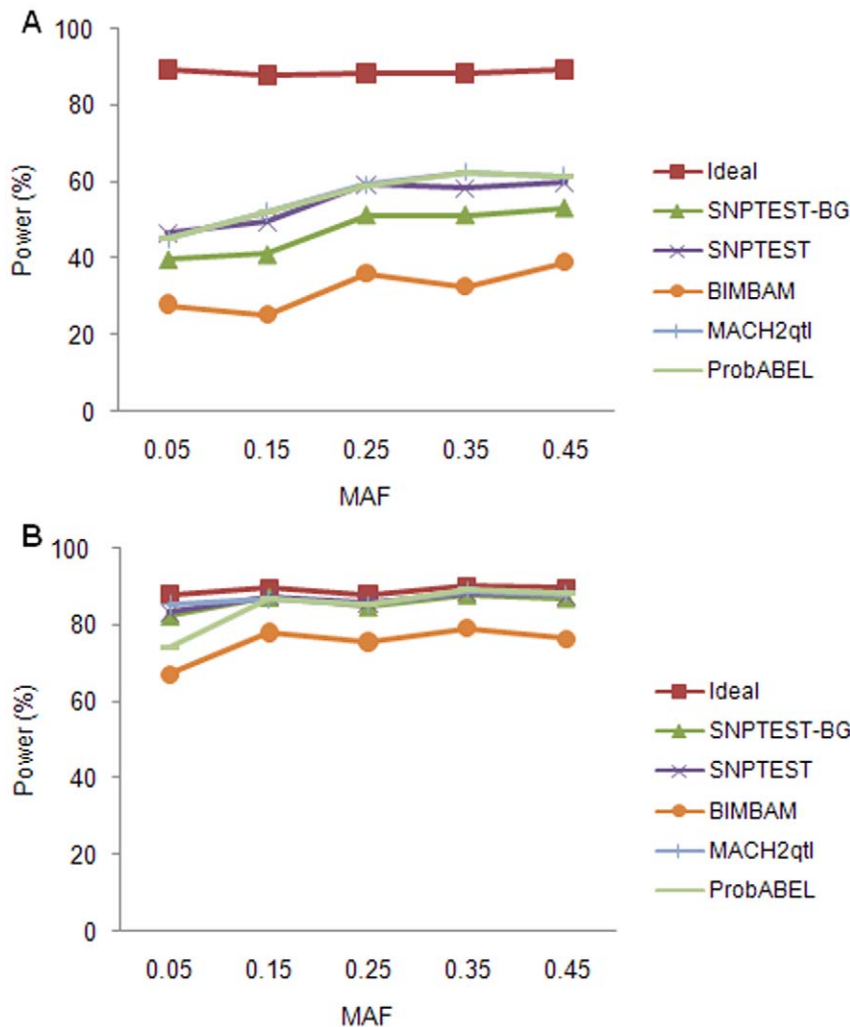 A
100
80
60
40
20
0
Power (%)
0.05 0.15 0.25 0.35 0.45
MAF
Ideal
SNPTEST-BG
SNPTEST
BIMBAM
MACH2qtl
ProbABEL
B
100
80
60
40
20
0
Power (%)
0.05 0.15 0.25 0.35 0.45
MAF
Ideal
SNPTEST-BG
SNPTEST
BIMBAM
MACH2qtl
ProbABEL